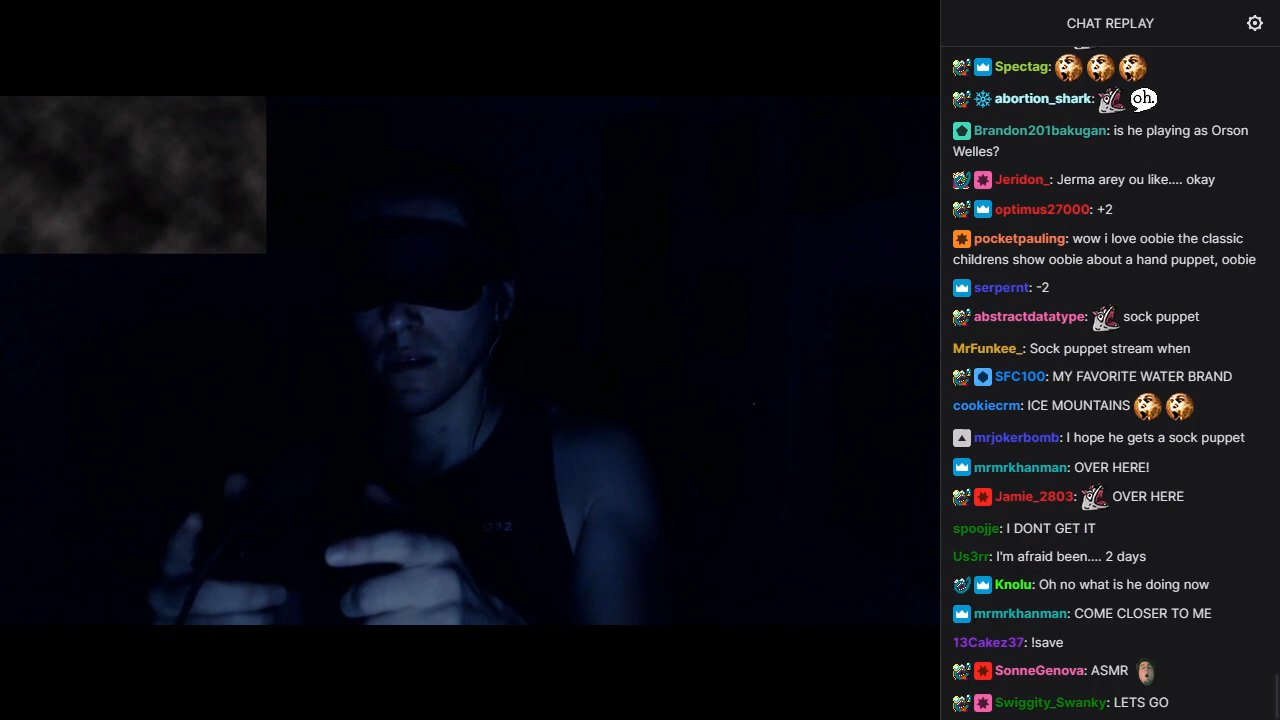 CHAT REPLAY
Spectag:
abortion_shark: oh.
Brandon201bakugan: is he playing as Orson
Welles?
Jeridon_: Jerma arey ou like.... okay
optimus27000: +2
pocketpauling: wow i love oobie the classic
childrens show oobie about a hand puppet, oobie
serpernt: -2
abstractdatatype: sock puppet
MrFunkee_: Sock puppet stream when
SFC100: MY FAVORITE WATER BRAND
cookiecrm: ICE MOUNTAINS
mrjokerbomb: I hope he gets a sock puppet
mrmrkhanman: OVER HERE!
Jamie_2803: OVER HERE
spoojje: I DONT GET IT
Us3rr: I'm afraid been.... 2 days
Knolu: Oh no what is he doing now
mrmrkhanman: COME CLOSER TO ME
13Cakez37: !save
SonneGenova: ASMR
Swiggity_Swanky: LETS GO